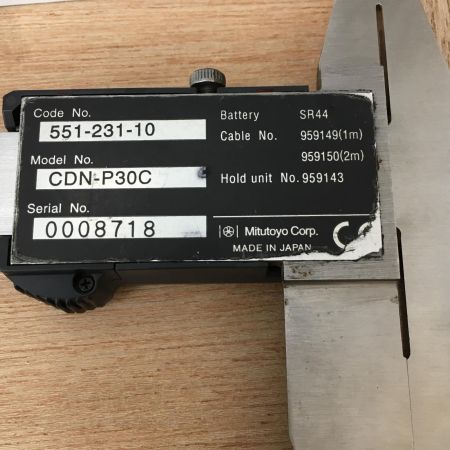 Code No.
551-231-10
Model No.
CDN-P30C
Serial No.
0008718
Battery SR44
Cable No. 959149(1m)
959150(2m)
Hold unit No. 959143
Mitutoyo Corp.
MADE IN JAPAN
CE